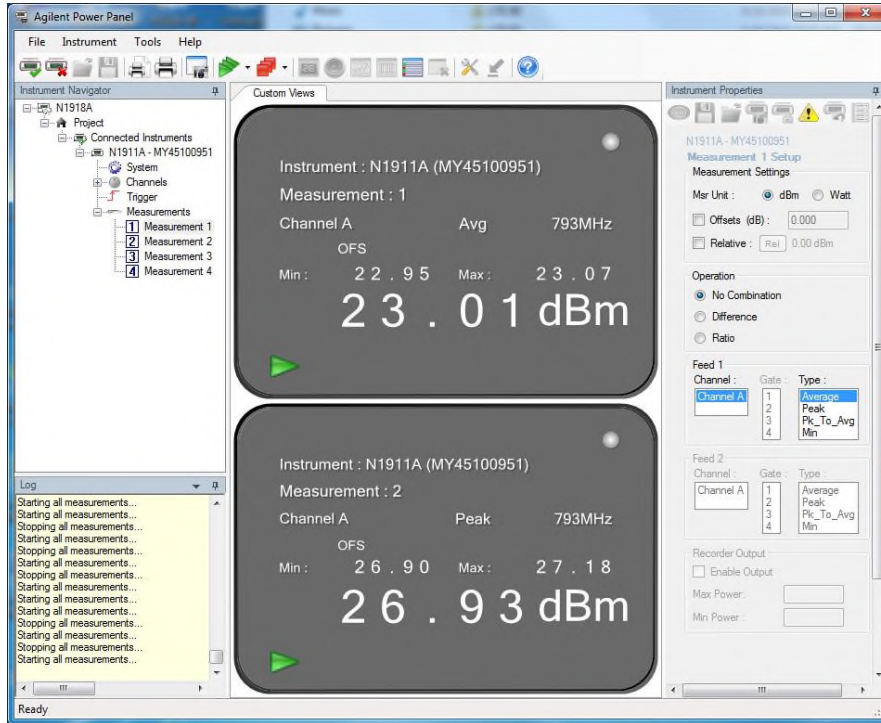 Agilent Power Panel
File Instrument Tools Help
Instrument Navigator
N1918A
Project
Connected Instruments
N1911A - MY45100951
System
Channels
Trigger
Measurements
1 Measurement 1
2 Measurement 2
3 Measurement 3
4 Measurement 4
Log
Starting all measurements...
Starting all measurements...
Stopping all measurements...
Starting all measurements...
Stopping all measurements...
Starting all measurements...
Stopping all measurements...
Starting all measurements...
Starting all measurements...
Starting all measurements...
Stopping all measurements...
Starting all measurements...
Stopping all measurements...
Starting all measurements...
Ready
Custom Views
Instrument : N1911A (MY45100951)
Measurement : 1
Channel A Avg 793MHz
OFS
Min : 22.95 Max : 23.07
23.01 dBm
Instrument : N1911A (MY45100951)
Measurement : 2
Channel A Peak 793MHz
OFS
Min : 26.90 Max : 27.18
26.93 dBm
Instrument Properties
N1911A - MY45100951
Measurement 1 Setup
Measurement Settings
Msr Unit : dBm Watt
Offsets (dB) : 0.000
Relative : Rel 0.00 dBm
Operation
No Combination
Difference
Ratio
Feed 1
Channel : Gate : Type :
Channel A 1 Average
2 Peak
3 Pk_To_Avg
4 Min
Feed 2
Channel : Gate : Type :
Channel A 1 Average
2 Peak
3 Pk_To_Avg
4 Min
Recorder Output
Enable Output
Max Power :
Min Power :